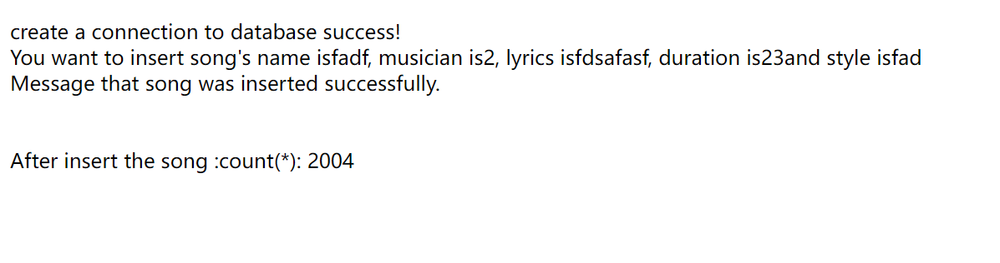 create a connection to database success!
You want to insert song's name isfadf, musician is2, lyrics isfdsafasf, duration is23and style isfad
Message that song was inserted successfully.
After insert the song :count(*): 2004